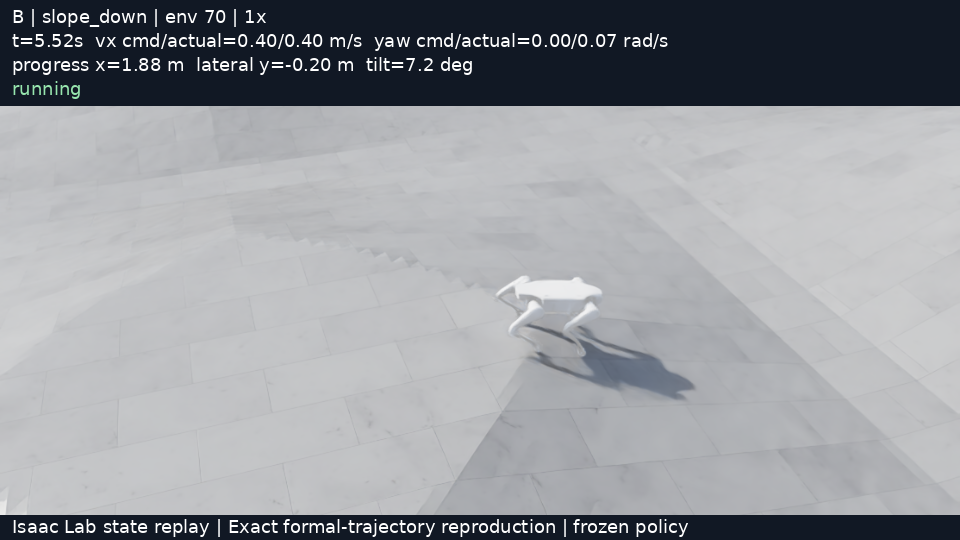 B | slope_down | env 70 | 1x
t=5.52s  vx cmd/actual=0.40/0.40 m/s  yaw cmd/actual=0.00/0.07 rad/s
progress x=1.88 m  lateral y=-0.20 m  tilt=7.2 deg
running
Isaac Lab state replay | Exact formal-trajectory reproduction | frozen policy